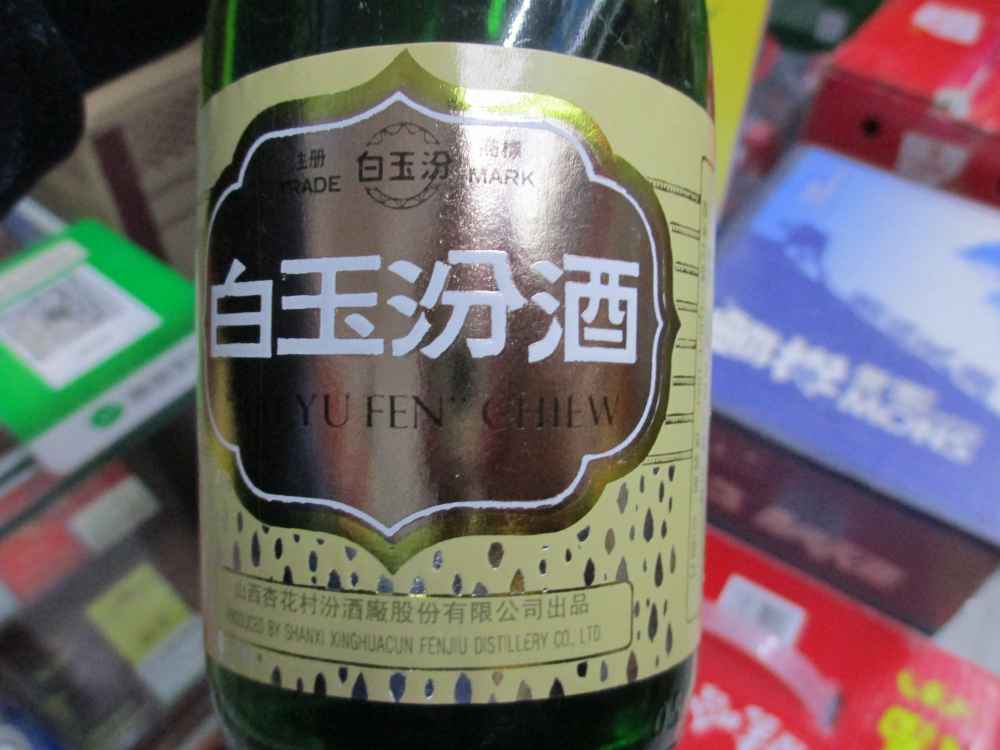 注册 白玉汾 商標
TRADE MARK
白玉汾酒
YU FEN" CHIEW
山西杏花村汾酒廠股份有限公司出品
PRODUCED BY SHANXI XINGHUACUN FENJIU DISTILLERY CO., LTD